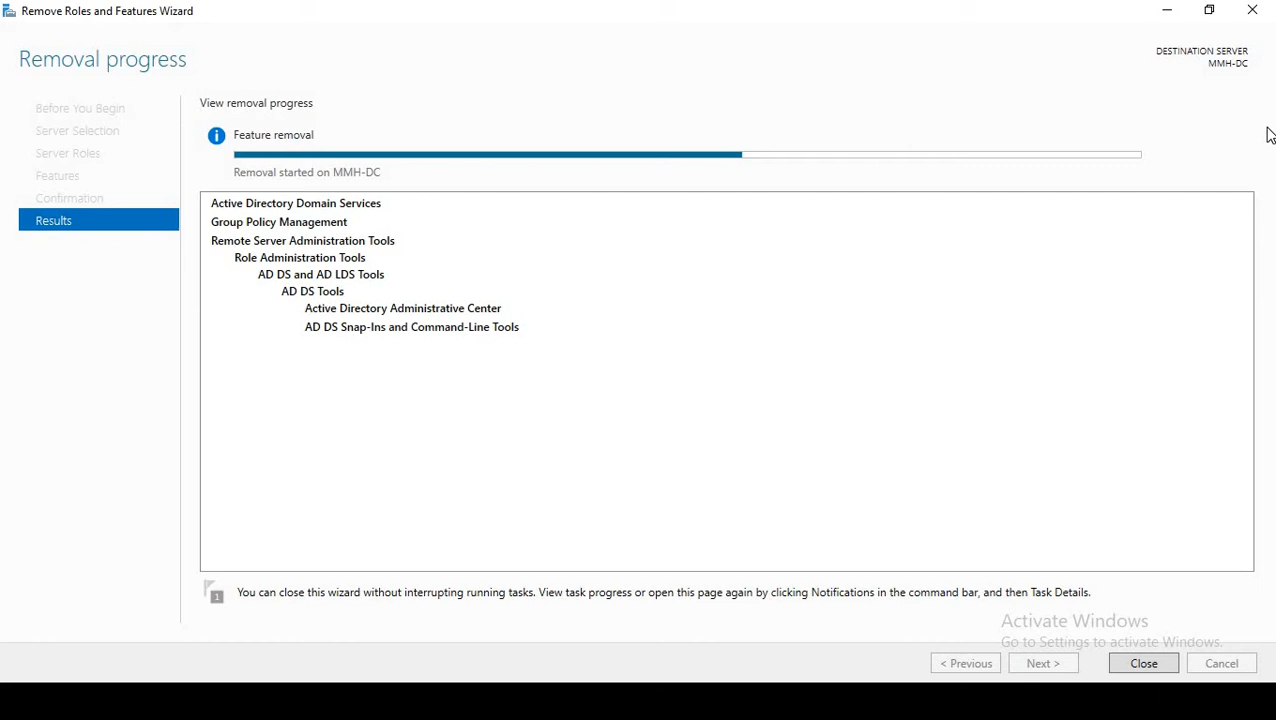 Remove Roles and Features Wizard
Removal progress
DESTINATION SERVER
MMH-DC
Before You Begin
Server Selection
Server Roles
Features
Confirmation
Results
View removal progress
Feature removal
Removal started on MMH-DC
Active Directory Domain Services
Group Policy Management
Remote Server Administration Tools
Role Administration Tools
AD DS and AD LDS Tools
AD DS Tools
Active Directory Administrative Center
AD DS Snap-Ins and Command-Line Tools
1
You can close this wizard without interrupting running tasks. View task progress or open this page again by clicking Notifications in the command bar, and then Task Details.
Activate Windows
Go to Settings to activate Windows.
< Previous
Next >
Close
Cancel